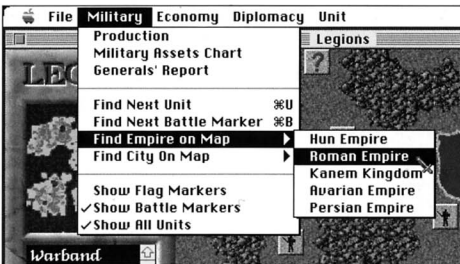 File Military Economy Diplomacy Unit
Legions
LEG
Production
Military Assets Chart
Generals' Report
Find Next Unit ⌘U
Find Next Battle Marker ⌘B
Find Empire on Map
Find City On Map
Show Flag Markers
✓Show Battle Markers
✓Show All Units
Hun Empire
Roman Empire
Kanem Kingdom
Avarian Empire
Persian Empire
?
Warband